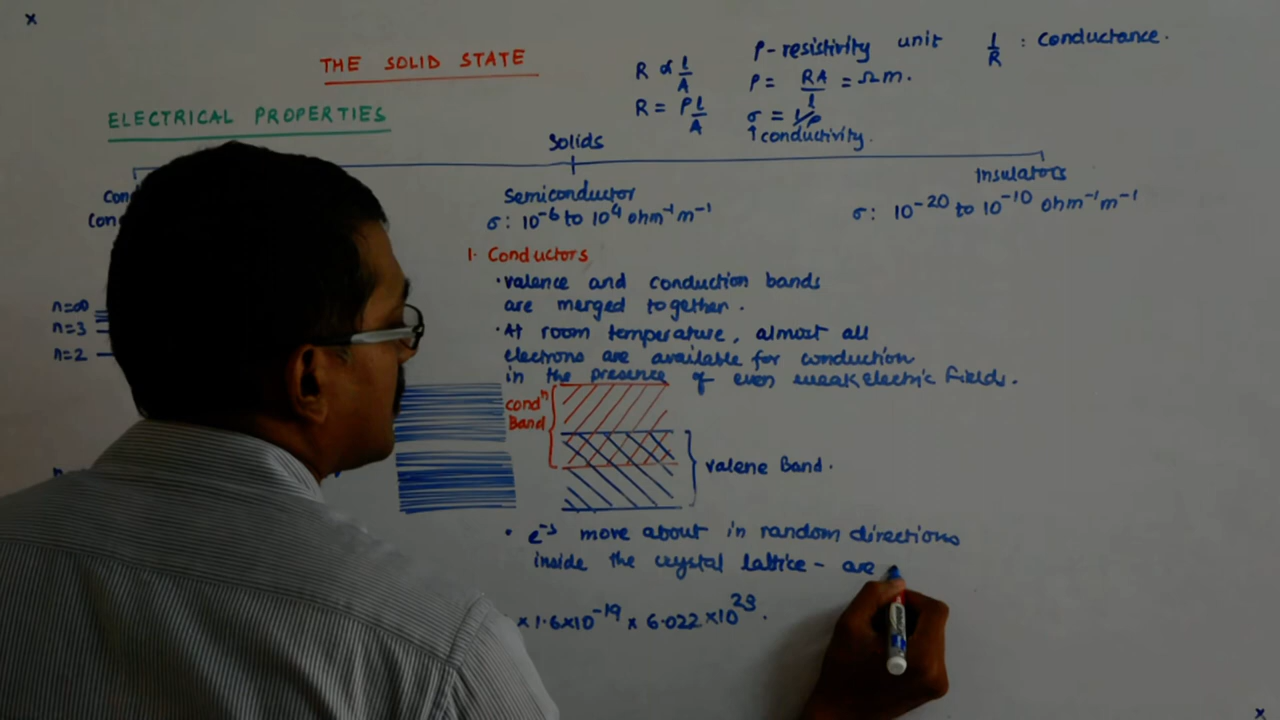 THE SOLID STATE
R ∝ l/A
R = ρl/A
ρ-resistivity unit 1/R : Conductance.
ρ = RA/l = Ωm.
σ = 1/ρ
↑conductivity.
ELECTRICAL PROPERTIES
Solids
Con
Con
Semiconductor
σ: 10⁻⁶ to 10⁴ ohm⁻¹m⁻¹
Insulators
σ: 10⁻²⁰ to 10⁻¹⁰ ohm⁻¹m⁻¹
1. Conductors
•valence and conduction bands
are merged together.
•At room temperature, almost all
electrons are available for conduction
in the presence of even weak electric fields.
n=∞
n=3
n=2
condⁿ
Band
valene Band.
• e⁻s move about in random directions
inside the crystal lattice - are
× 1.6×10⁻¹⁹ × 6.022×10²³.